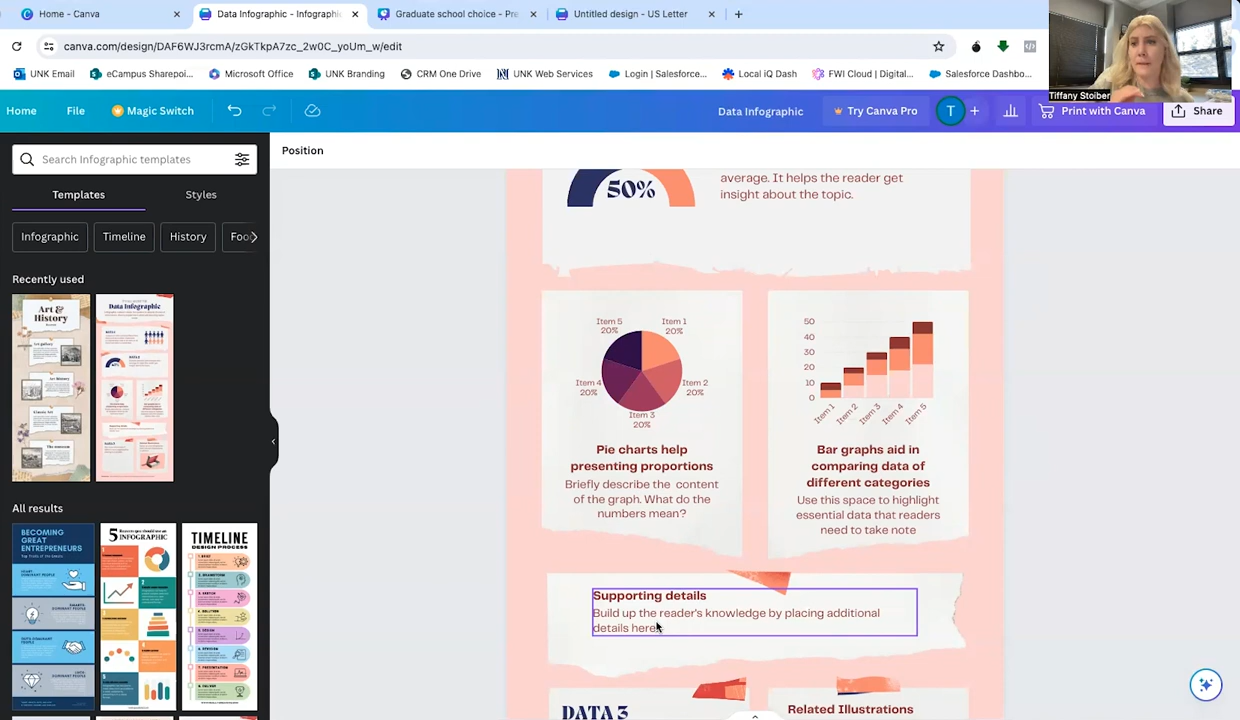 Home - Canva
Data Infographic - Infographi
Graduate school choice - Pre
Untitled design - US Letter
canva.com/design/DAF6WJ3rcmA/zGkTkpA7zc_2w0C_yoUm_w/edit
UNK Email
eCampus Sharepoi...
Microsoft Office
UNK Branding
CRM One Drive
UNK Web Services
Login | Salesforce...
Local iQ Dash
FWI Cloud | Digital...
Salesforce Dashbo...
Tiffany Stoiber
Home
File
Magic Switch
Data Infographic
Try Canva Pro
T
Print with Canva
Share
Search Infographic templates
Templates
Styles
Infographic
Timeline
History
Foo
Recently used
Art &
History
Data Infographic
All results
BECOMING
GREAT
ENTREPRENEURS
5
INFOGRAPHIC
TIMELINE
DESIGN PROCESS
Position
50%
average. It helps the reader get
insight about the topic.
Item 5
20%
Item 1
20%
Item 4
20%
Item 2
20%
Item 3
20%
Pie charts help
presenting proportions
Briefly describe the content
of the graph. What do the
numbers mean?
50
40
30
20
10
0
Item 1
Item 2
Item 3
Item 4
Item 5
Bar graphs aid in
comparing data of
different categories
Use this space to highlight
essential data that readers
need to take note
Supporting details
Build upon reader's knowledge by placing additional
details here
DATA 3
Related Illustrations